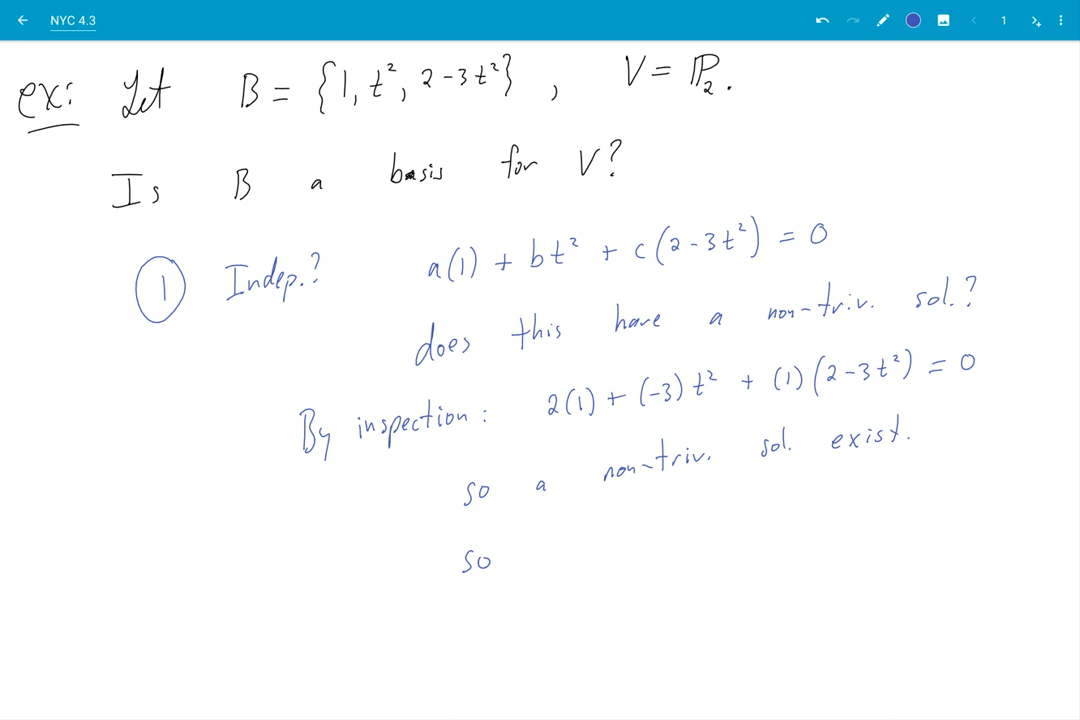 NYC 4.3
1
ex: Let B = {1, t², 2-3t²}, V = ℙ₂.
Is B a basis for V?
① Indep.? a(1) + bt² + c(2-3t²) = 0
does this have a non-triv. sol.?
By inspection: 2(1) + (-3)t² + (1)(2-3t²) = 0
so a non-triv. sol. exist.
so